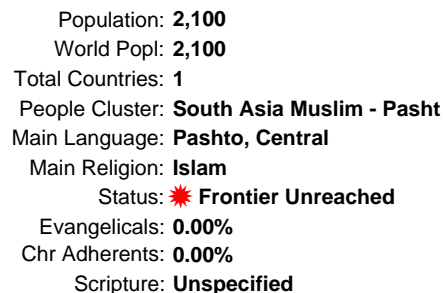 Population: 2,100
World Popl: 2,100
Total Countries: 1
People Cluster: South Asia Muslim - Pasht
Main Language: Pashto, Central
Main Religion: Islam
Status: Frontier Unreached
Evangelicals: 0.00%
Chr Adherents: 0.00%
Scripture: Unspecified